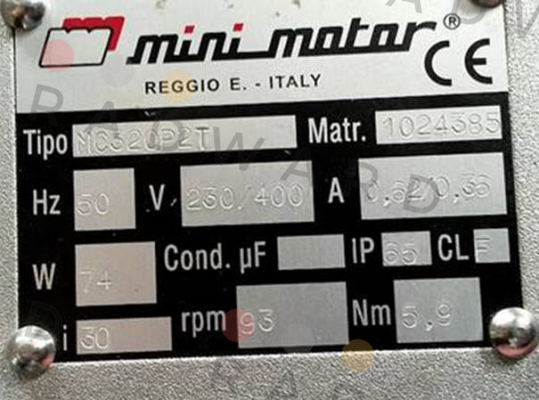 mini motor®
REGGIO E. - ITALY
CE
Tipo MC320P2T Matr. 1024385
Hz 50 V 230/400 A 0,62/0,36
W 74 Cond. µF IP 65 CL F
i 30 rpm 93 Nm 5,9